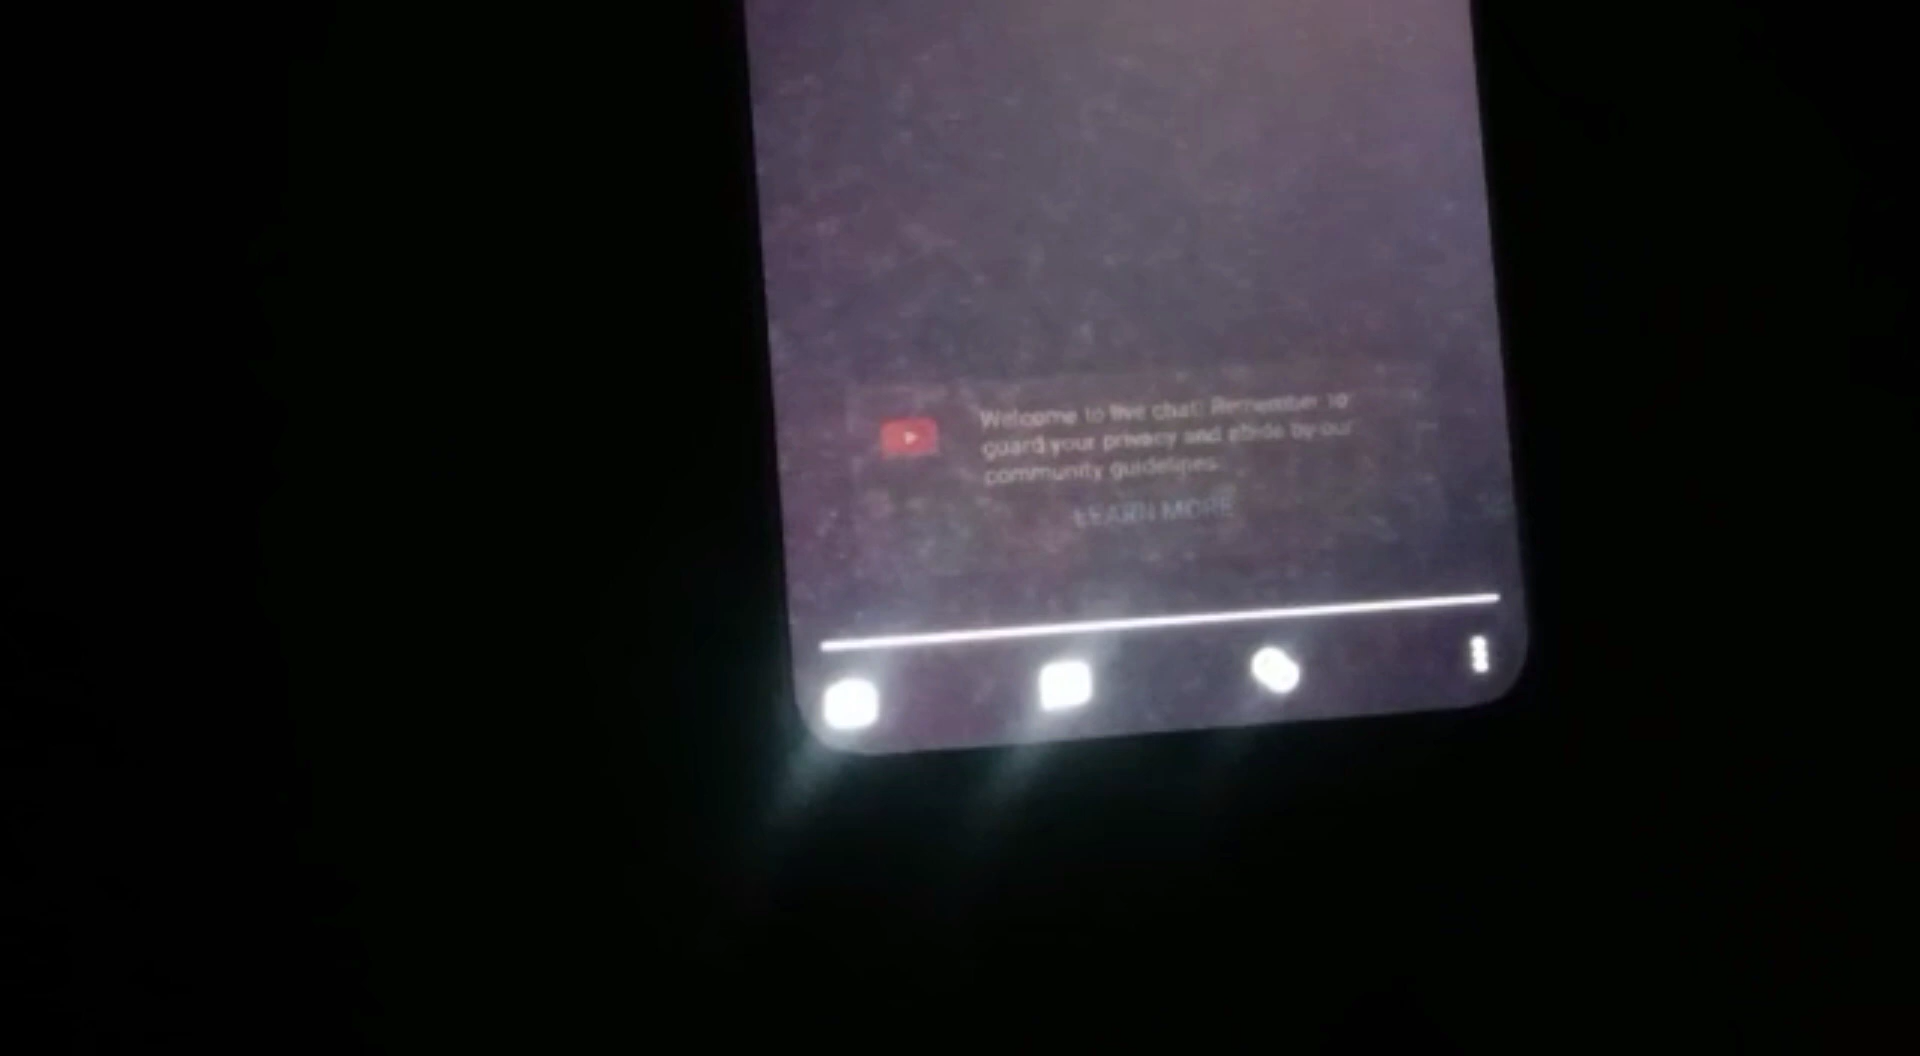 Welcome to live chat! Remember to
guard your privacy and abide by our
community guidelines.
LEARN MORE